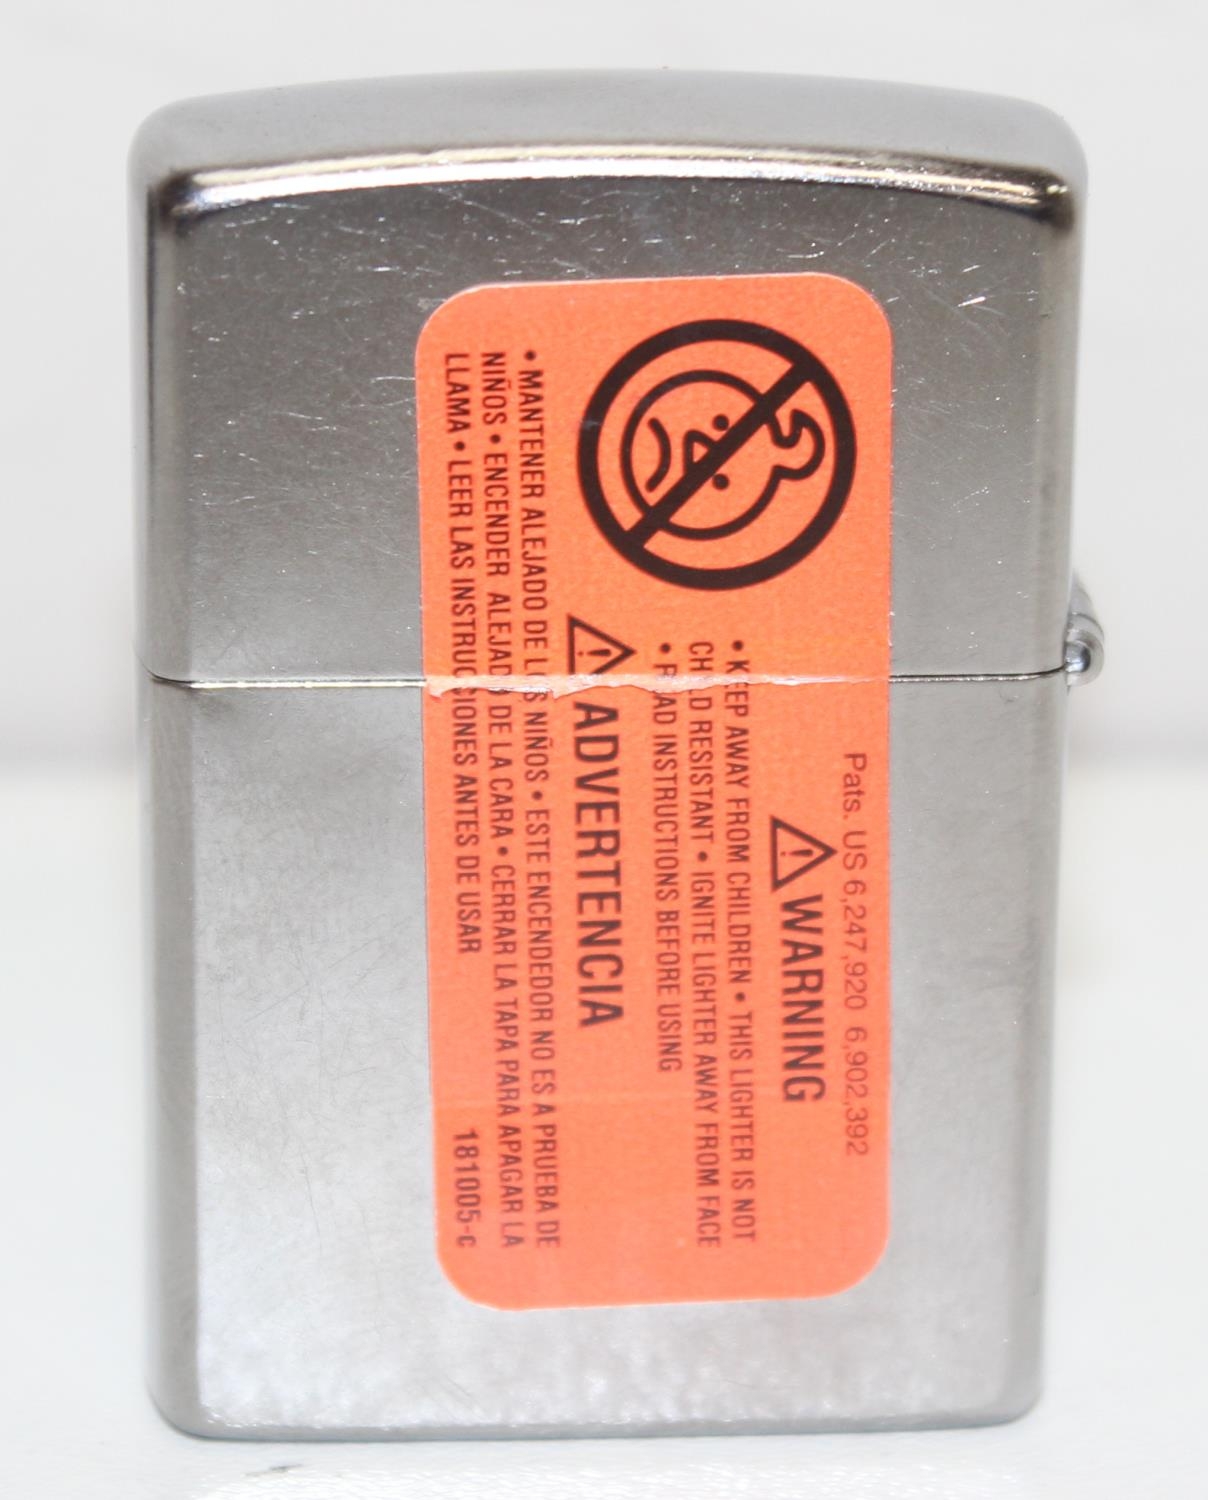 Pats. US 6,247,920 6,902,392
WARNING
• KEEP AWAY FROM CHILDREN • THIS LIGHTER IS NOT
CHILD RESISTANT • IGNITE LIGHTER AWAY FROM FACE
• READ INSTRUCTIONS BEFORE USING
ADVERTENCIA
• MANTENER ALEJADO DE LOS NIÑOS • ESTE ENCENDEDOR NO ES A PRUEBA DE
NIÑOS • ENCENDER ALEJADO DE LA CARA • CERRAR LA TAPA PARA APAGAR LA
LLAMA • LEER LAS INSTRUCCIONES ANTES DE USAR
181005-c